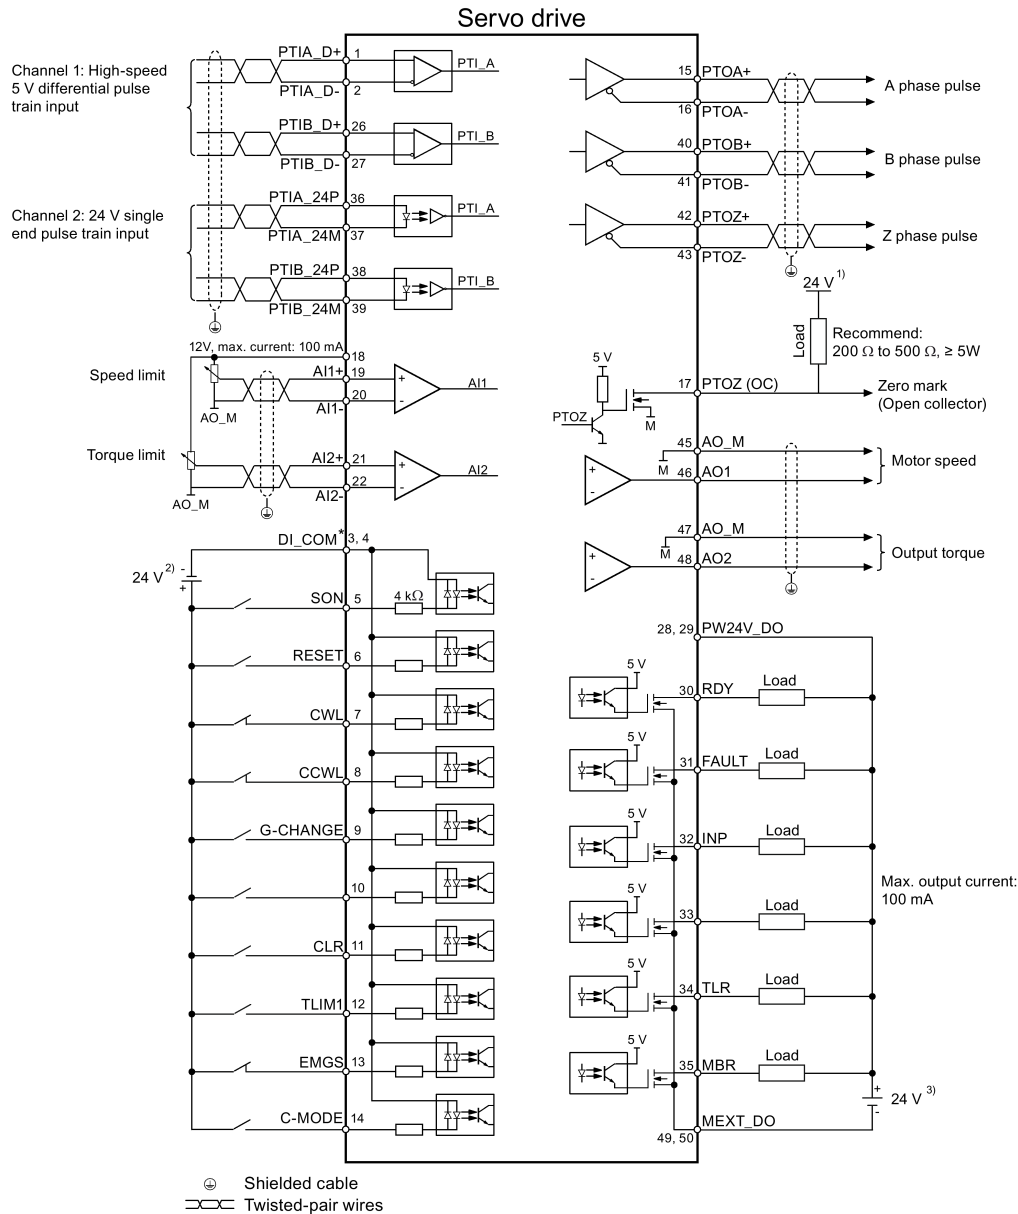 Servo drive
Channel 1: High-speed
5 V differential pulse
train input
PTIA_D+
1
PTIA_D-
2
PTI_A
PTIB_D+
26
PTIB_D-
27
PTI_B
Channel 2: 24 V single
end pulse train input
PTIA_24P
36
PTIA_24M
37
PTI_A
PTIB_24P
38
PTIB_24M
39
PTI_B
12V, max. current: 100 mA
18
Speed limit
AI1+
19
20
AI1-
AO_M
+
-
AI1
Torque limit
AI2+
21
22
AI2-
AO_M
+
-
AI2
DI_COM*
3, 4
24 V 2)
-
+
SON
5
4 kΩ
RESET
6
CWL
7
CCWL
8
G-CHANGE
9
10
CLR
11
TLIM1
12
EMGS
13
C-MODE
14
15
PTOA+
16
PTOA-
A phase pulse
40
PTOB+
41
PTOB-
B phase pulse
42
PTOZ+
43
PTOZ-
Z phase pulse
24 V 1)
Load
Recommend:
200 Ω to 500 Ω, ≥ 5W
5 V
PTOZ
M
17
PTOZ (OC)
Zero mark
(Open collector)
45
AO_M
M
46
AO1
+
-
Motor speed
47
AO_M
M
48
AO2
+
-
Output torque
28, 29
PW24V_DO
5 V
30
RDY
Load
5 V
31
FAULT
Load
5 V
32
INP
Load
Max. output current:
100 mA
5 V
33
Load
5 V
34
TLR
Load
5 V
35
MBR
Load
+
24 V 3)
-
MEXT_DO
49, 50
Shielded cable
Twisted-pair wires